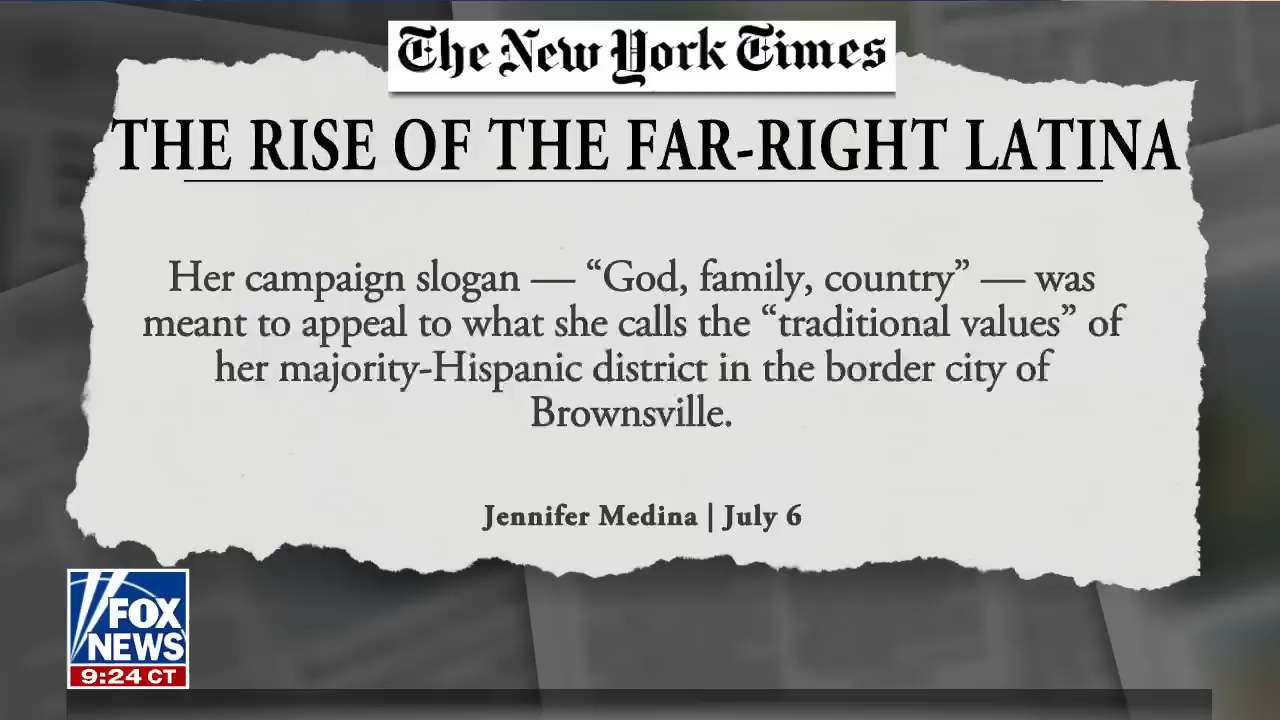 The New York Times
THE RISE OF THE FAR-RIGHT LATINA
Her campaign slogan — “God, family, country” — was
meant to appeal to what she calls the “traditional values” of
her majority-Hispanic district in the border city of
Brownsville.
Jennifer Medina | July 6
FOX
NEWS
9:24 CT